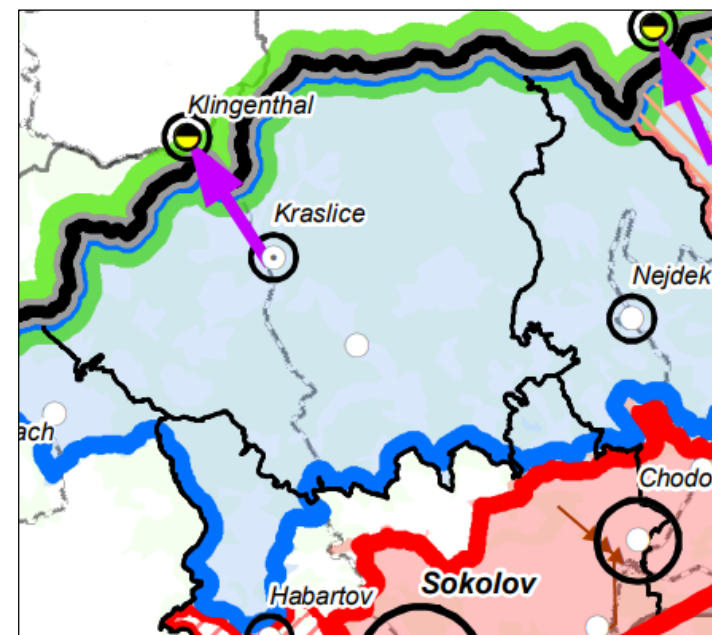 Klingenthal
Kraslice
Nejdek
ach
Chodo
Habartov
Sokolov